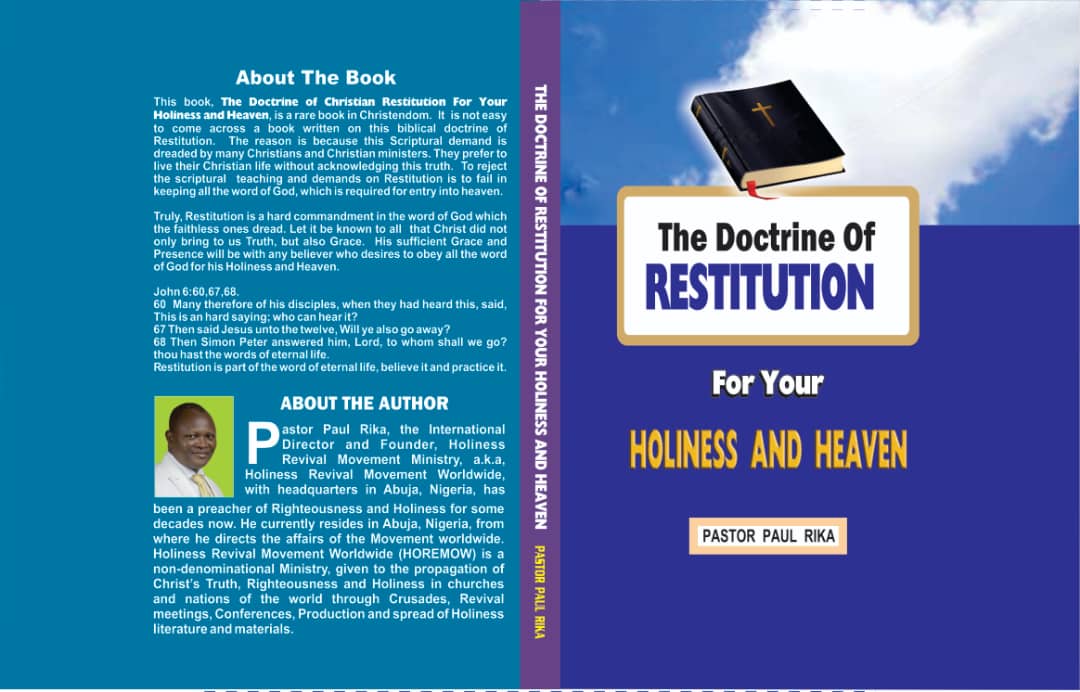 About The Book
This book, The Doctrine of Christian Restitution For Your
Holiness and Heaven, is a rare book in Christendom. It is not easy
to come across a book written on this biblical doctrine of
Restitution. The reason is because this Scriptural demand is
dreaded by many Christians and Christian ministers. They prefer to
live their Christian life without acknowledging this truth. To reject
the scriptural teaching and demands on Restitution is to fail in
keeping all the word of God, which is required for entry into heaven.
Truly, Restitution is a hard commandment in the word of God which
the faithless ones dread. Let it be known to all that Christ did not
only bring to us Truth, but also Grace. His sufficient Grace and
Presence will be with any believer who desires to obey all the word
of God for his Holiness and Heaven.
John 6:60,67,68.
60 Many therefore of his disciples, when they had heard this, said,
This is an hard saying; who can hear it?
67 Then said Jesus unto the twelve, Will ye also go away?
68 Then Simon Peter answered him, Lord, to whom shall we go?
thou hast the words of eternal life.
Restitution is part of the word of eternal life, believe it and practice it.
ABOUT THE AUTHOR
Pastor Paul Rika, the International
Director and Founder, Holiness
Revival Movement Ministry, a.k.a,
Holiness Revival Movement Worldwide,
with headquarters in Abuja, Nigeria, has
been a preacher of Righteousness and Holiness for some
decades now. He currently resides in Abuja, Nigeria, from
where he directs the affairs of the Movement worldwide.
Holiness Revival Movement Worldwide (HOREMOW) is a
non-denominational Ministry, given to the propagation of
Christ's Truth, Righteousness and Holiness in churches
and nations of the world through Crusades, Revival
meetings, Conferences, Production and spread of Holiness
literature and materials.
THE DOCTRINE OF RESTITUTION FOR YOUR HOLINESS AND HEAVEN PASTOR PAUL RIKA
The Doctrine Of
RESTITUTION
For Your
HOLINESS AND HEAVEN
PASTOR PAUL RIKA